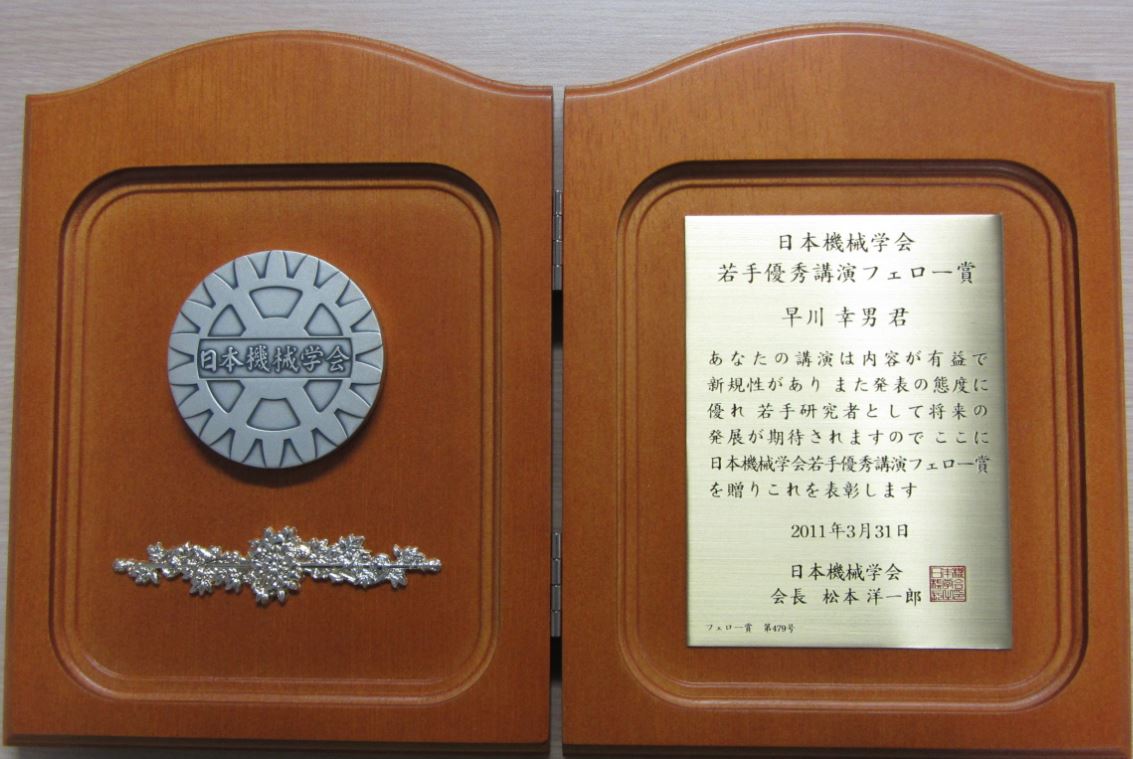 日本機械学会
日本機械学会
若手優秀講演フェロー賞
早川 幸男 君
あなたの講演は内容が有益で
新規性があり また発表の態度に
優れ 若手研究者として将来の
発展が期待されますので ここに
日本機械学会若手優秀講演フェロー賞
を贈りこれを表彰します
2011年3月31日
日本機械学会
会長 松本 洋一郎
フェロー賞 第479号